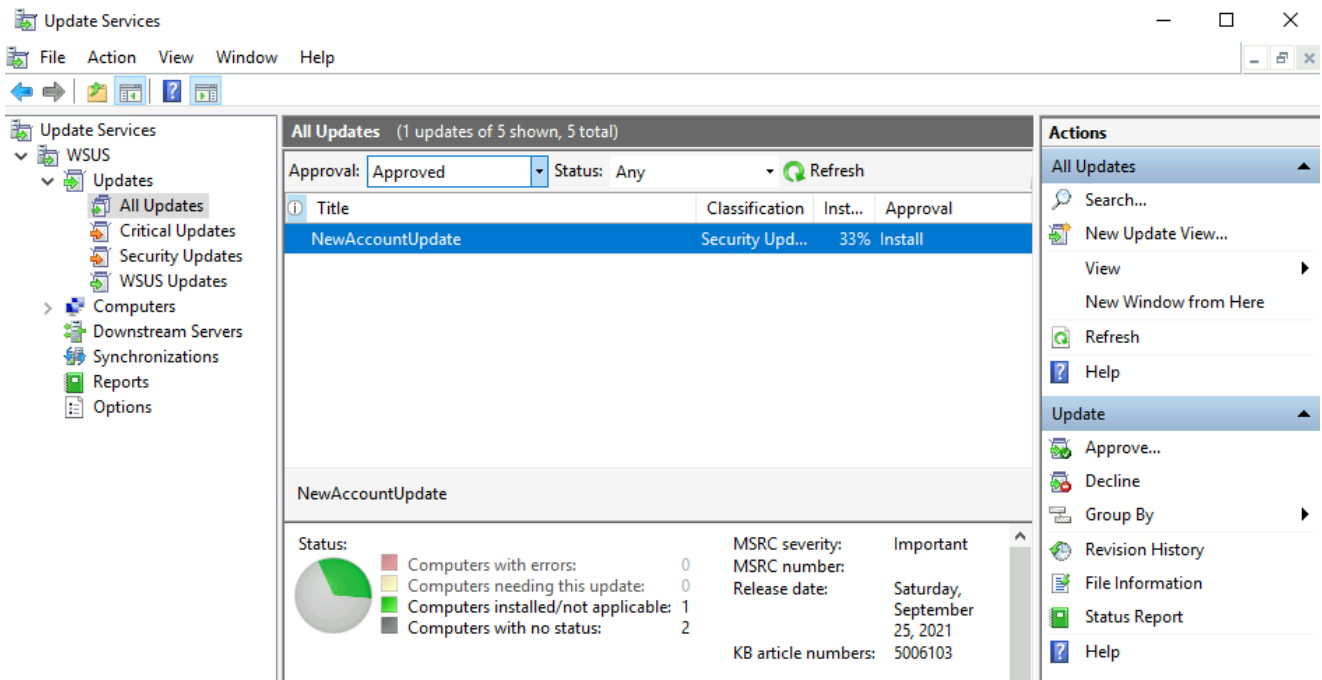 Update Services
File Action View Window Help
Update Services
WSUS
Updates
All Updates
Critical Updates
Security Updates
WSUS Updates
Computers
Downstream Servers
Synchronizations
Reports
Options
All Updates (1 updates of 5 shown, 5 total)
Approval: Approved Status: Any Refresh
Title Classification Inst... Approval
NewAccountUpdate Security Upd... 33% Install
NewAccountUpdate
Status:
Computers with errors: 0
Computers needing this update: 0
Computers installed/not applicable: 1
Computers with no status: 2
MSRC severity: Important
MSRC number:
Release date: Saturday,
September
25, 2021
KB article numbers: 5006103
Actions
All Updates
Search...
New Update View...
View
New Window from Here
Refresh
Help
Update
Approve...
Decline
Group By
Revision History
File Information
Status Report
Help